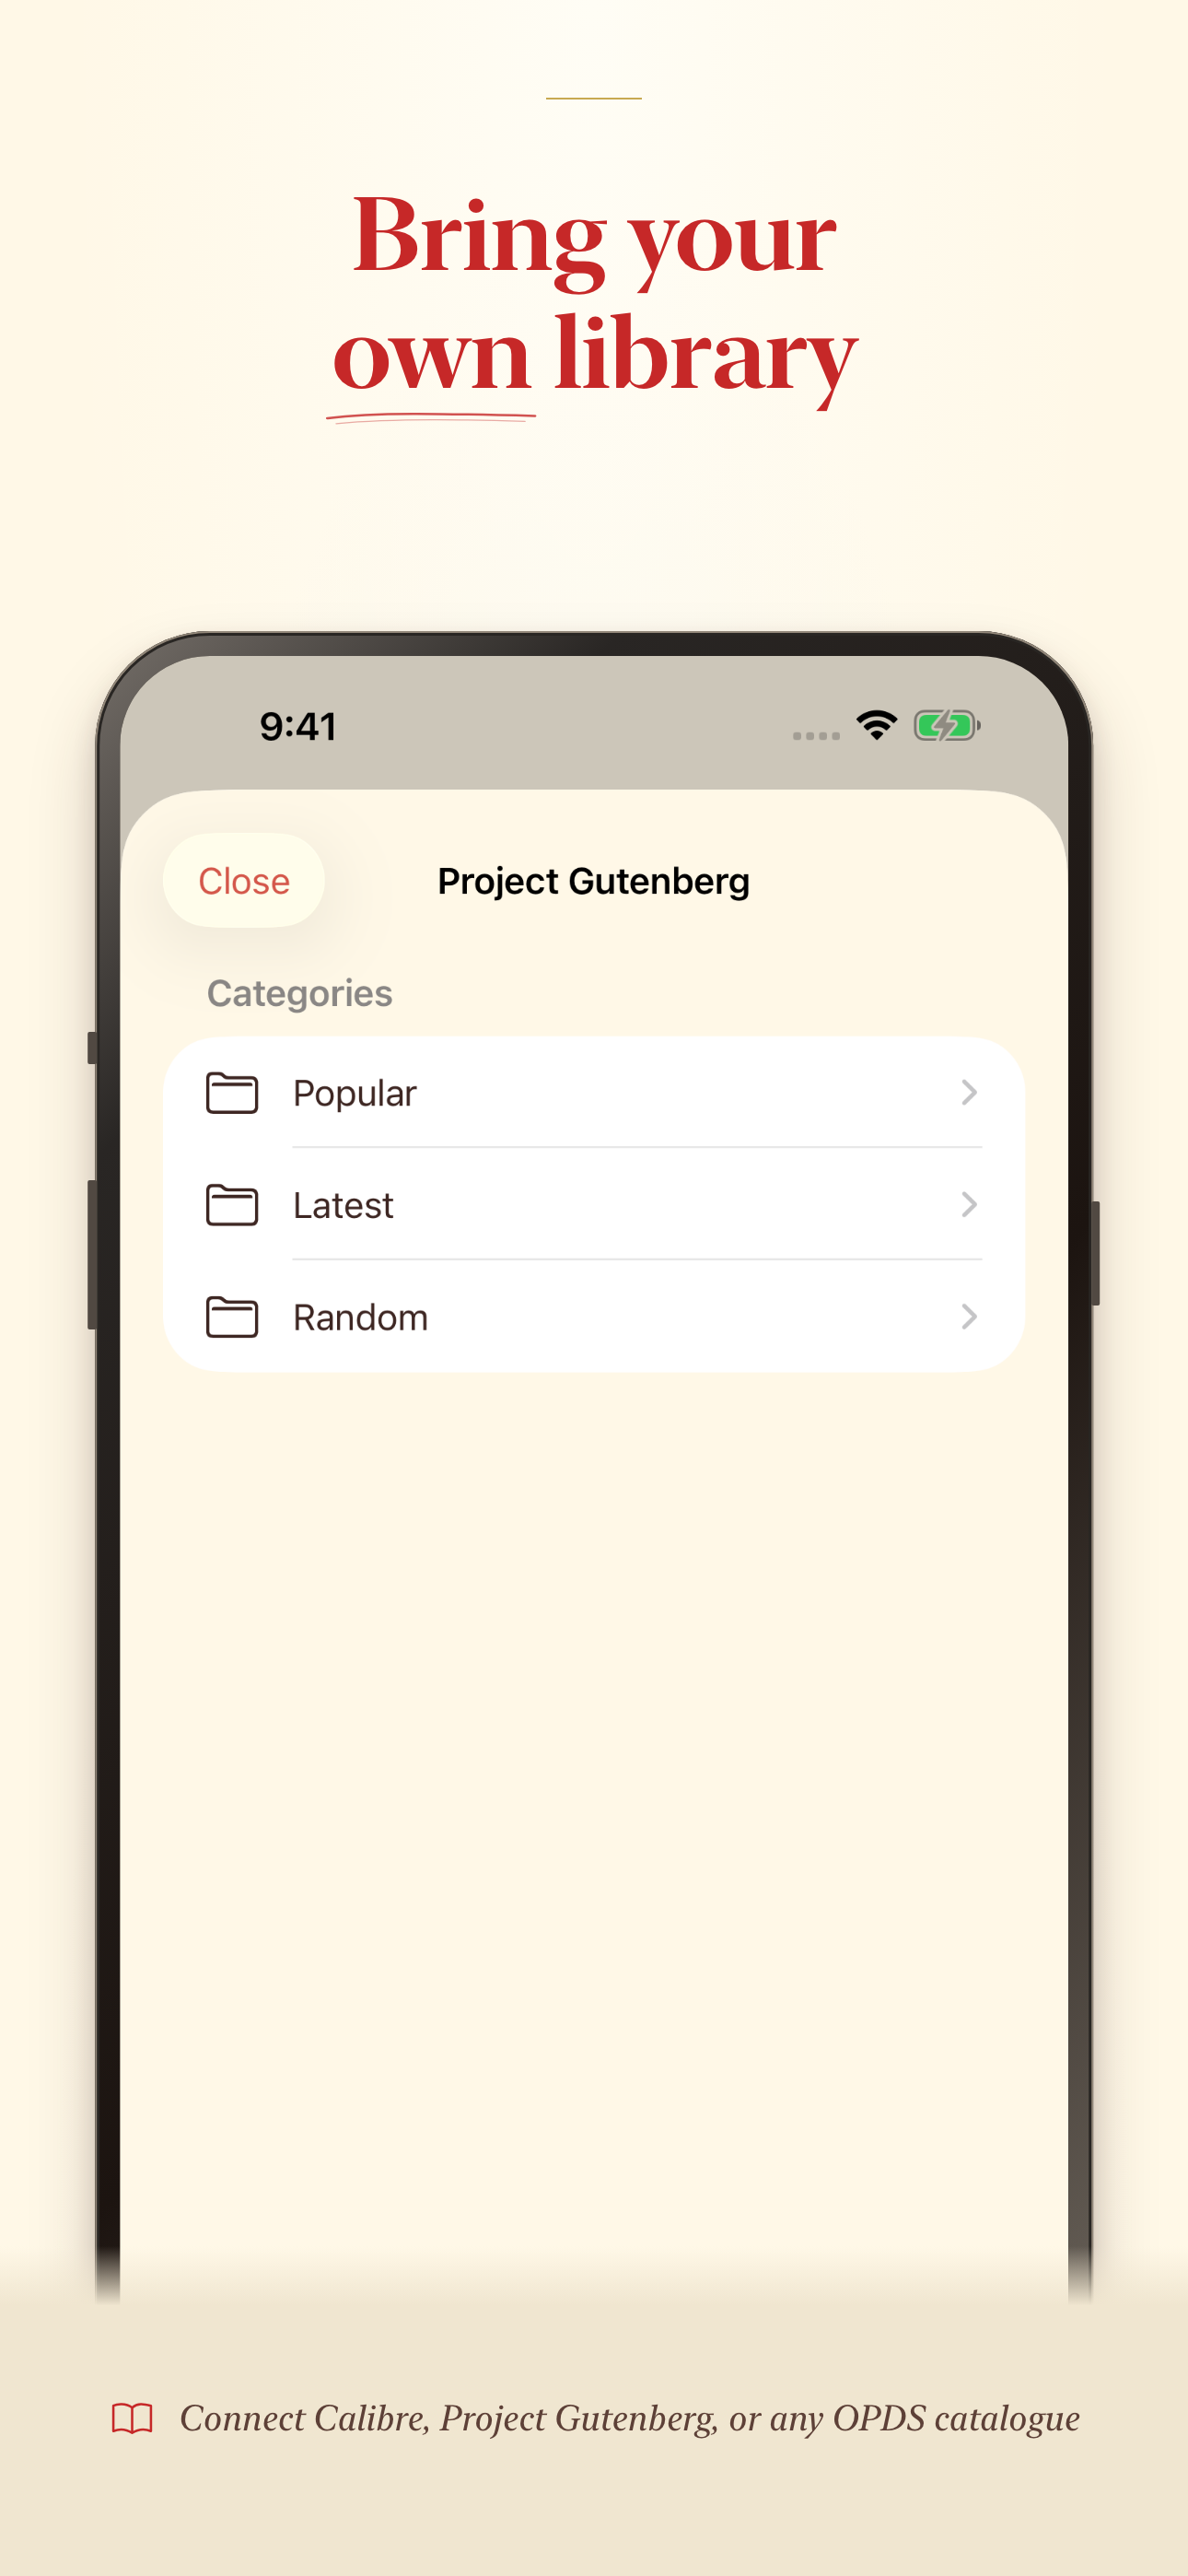 Bring your
own library
9:41
Close
Project Gutenberg
Categories
Popular
Latest
Random
Connect Calibre, Project Gutenberg, or any OPDS catalogue